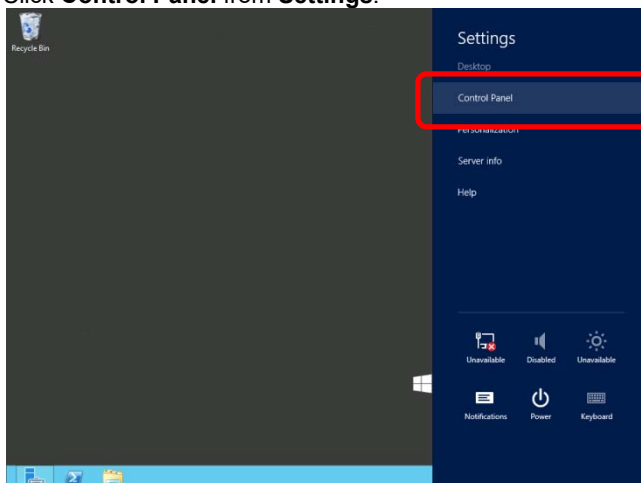 Click Control Panel from Settings.
Recycle Bin
Settings
Desktop
Control Panel
Personalization
Server info
Help
Unavailable
Disabled
Unavailable
Notifications
Power
Keyboard